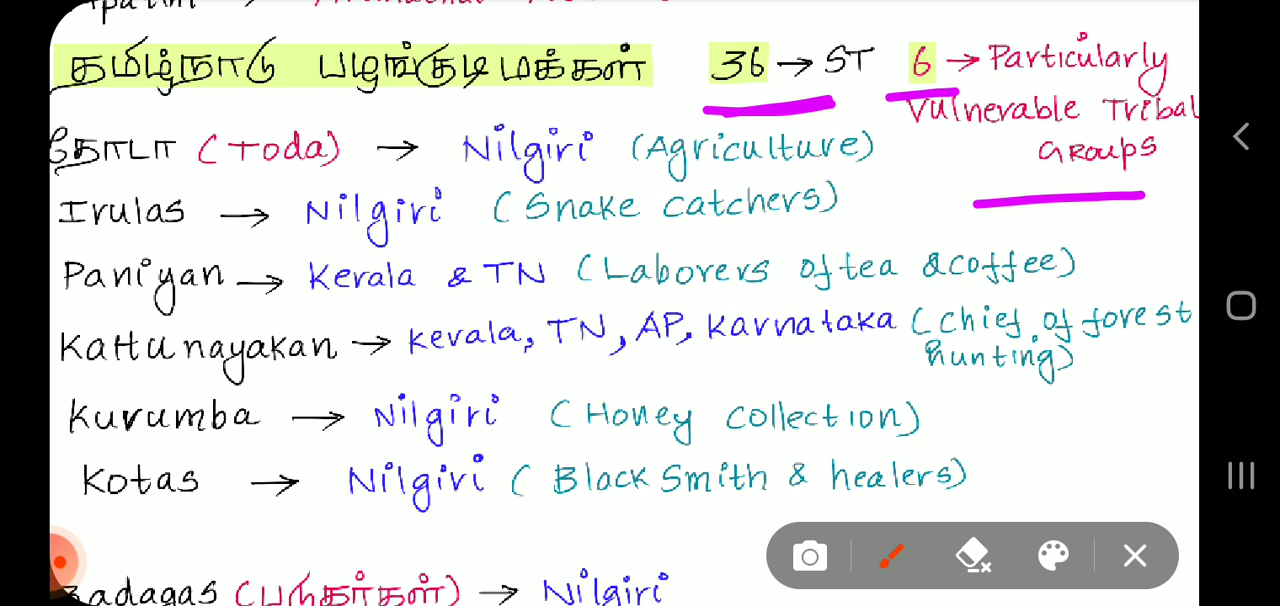 தமிழ்நாடு பழங்குடி மக்கள் 36 → ST 6 → Particularly
Vulnerable Tribal
Groups
தோடா (Toda) → Nilgiri (Agriculture)
Irulas → Nilgiri (Snake catchers)
Paniyan → Kerala & TN (Laborers of tea & coffee)
Kattunayakan → Kerala, TN, AP, Karnataka (Chief of forest
hunting)
Kurumba → Nilgiri (Honey collection)
Kotas → Nilgiri (Black Smith & healers)
Badagas (படுகர்கள்) → Nilgiri